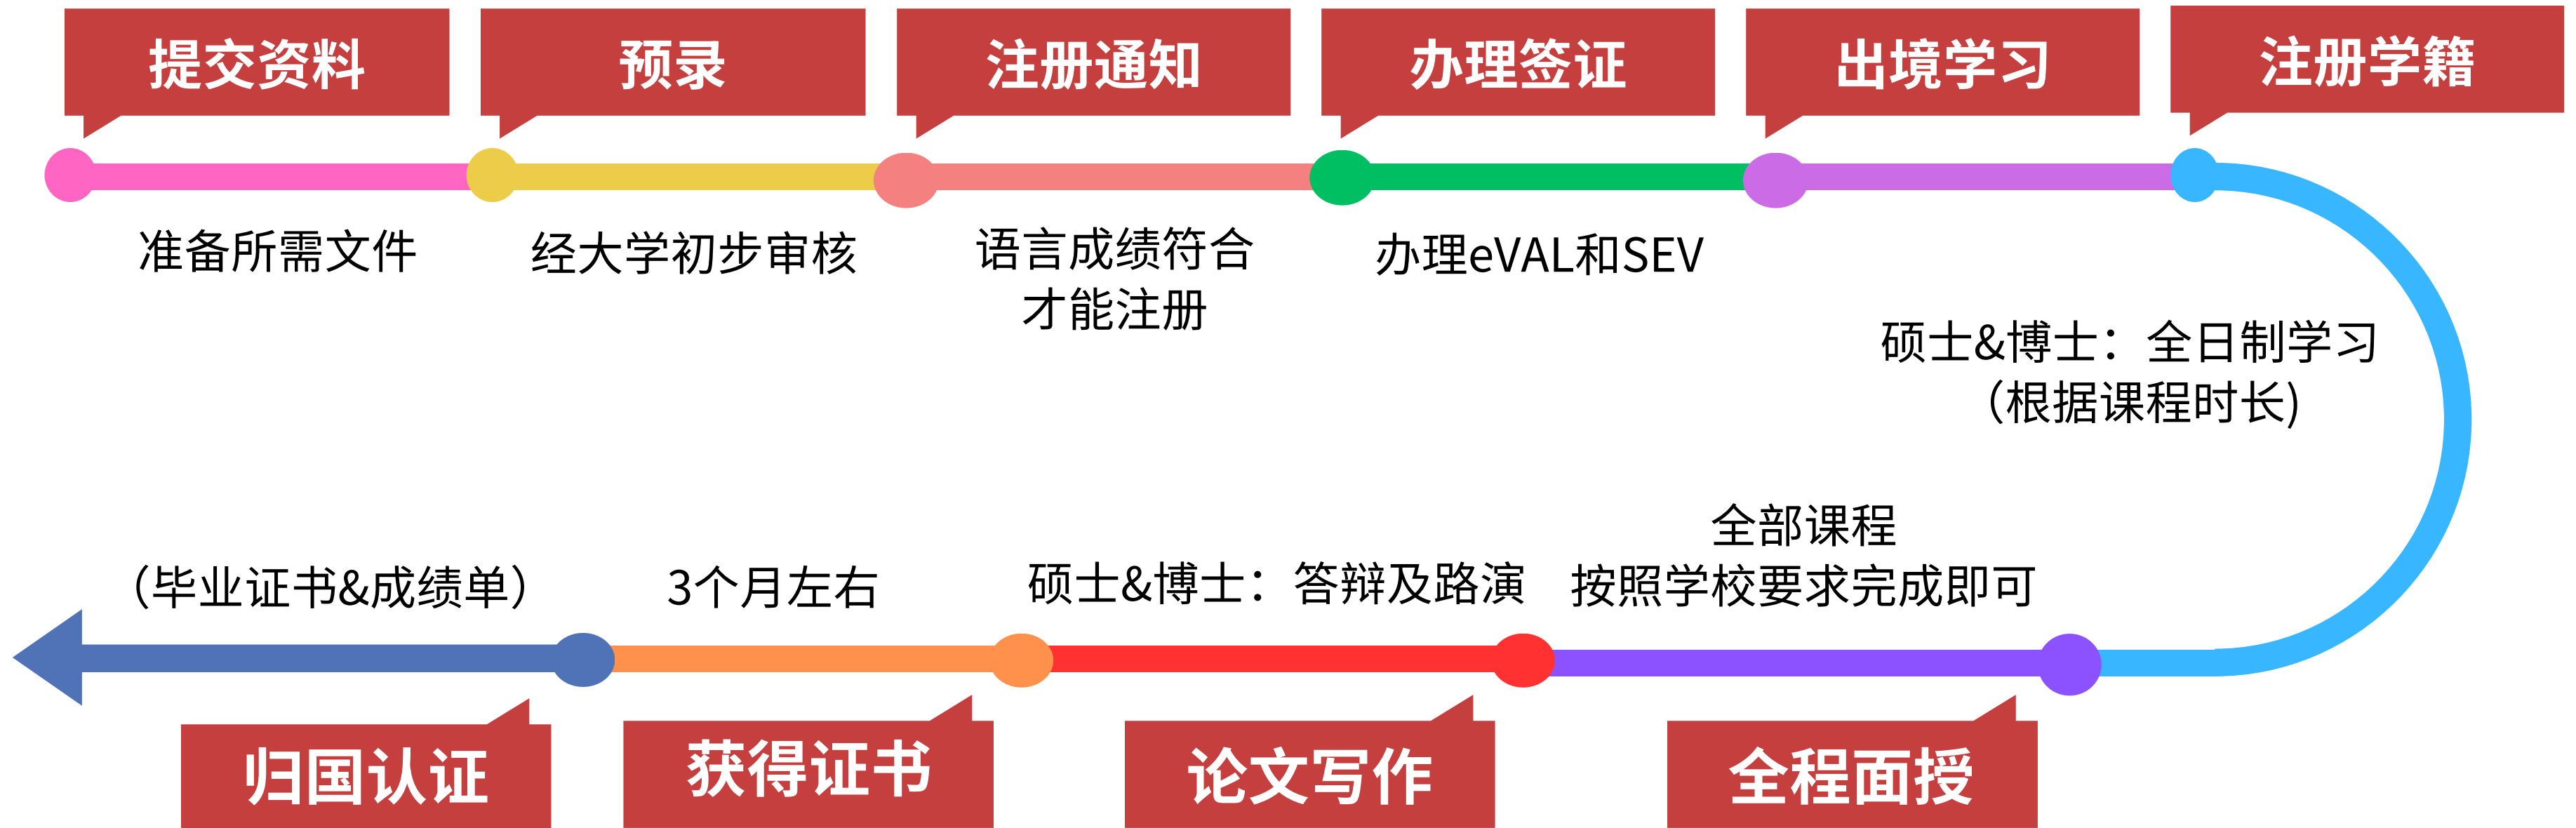 提交资料
预录
注册通知
办理签证
出境学习
注册学籍
准备所需文件
经大学初步审核
语言成绩符合
才能注册
办理eVAL和SEV
硕士&博士：全日制学习
（根据课程时长)
全部课程
按照学校要求完成即可
硕士&博士：答辩及路演
3个月左右
（毕业证书&成绩单）
全程面授
论文写作
获得证书
归国认证